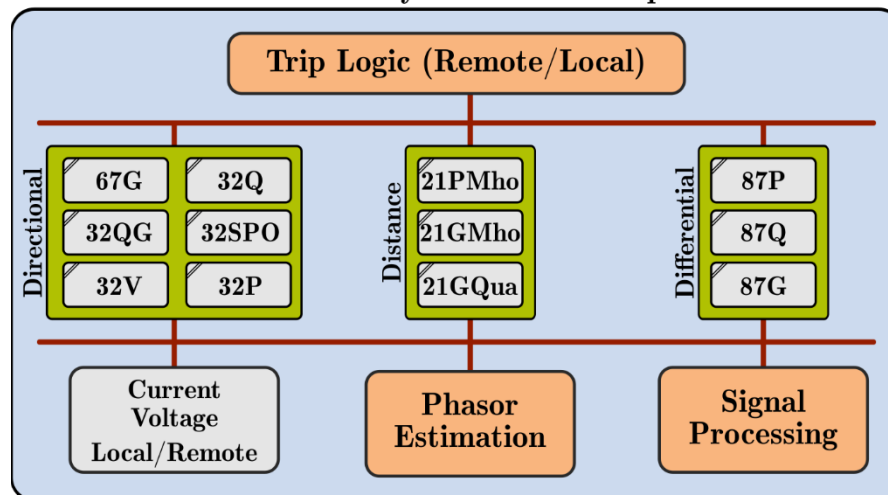 Trip Logic (Remote/Local)
Directional
67G
32Q
32QG
32SPO
32V
32P
Distance
21PMho
21GMho
21GQua
Differential
87P
87Q
87G
Current
Voltage
Local/Remote
Phasor
Estimation
Signal
Processing